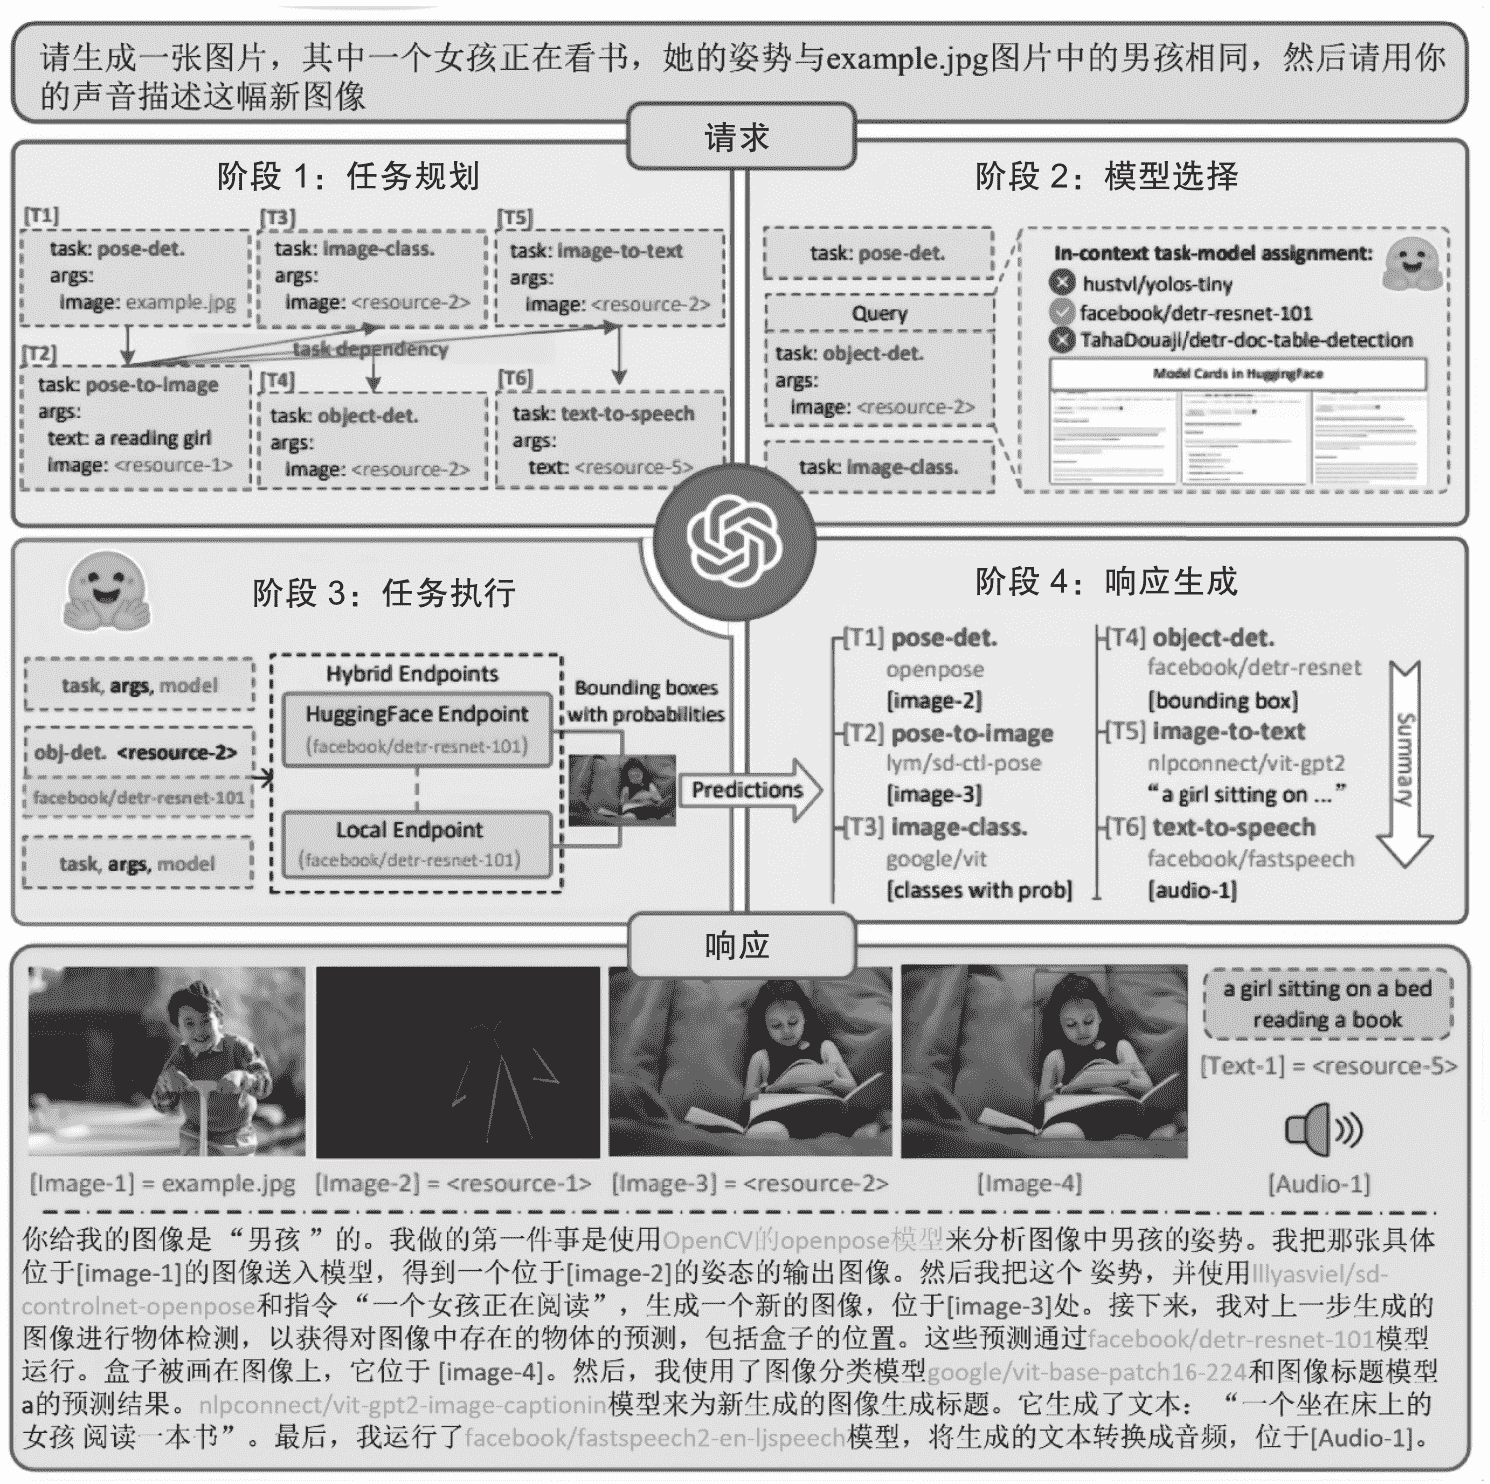 请生成一张图片，其中一个女孩正在看书，她的姿势与example.jpg图片中的男孩相同，然后请用你
的声音描述这幅新图像
请求
阶段 1：任务规划
[T1]
task: pose-det.
args:
image: example.jpg
[T3]
task: image-class.
args:
image: <resource-2>
[T5]
task: image-to-text
args:
image: <resource-2>
task dependency
[T2]
task: pose-to-image
args:
text: a reading girl
image: <resource-1>
[T4]
task: object-det.
args:
image: <resource-2>
[T6]
task: text-to-speech
args:
text: <resource-5>
阶段 2：模型选择
task: pose-det.
Query
task: object-det.
args:
image: <resource-2>
task: image-class.
In-context task-model assignment:
hustvl/yolos-tiny
facebook/detr-resnet-101
TahaDouaji/detr-doc-table-detection
Model Cards in HuggingFace
阶段 3：任务执行
task, args, model
obj-det. <resource-2>
facebook/detr-resnet-101
task, args, model
Hybrid Endpoints
HuggingFace Endpoint
(facebook/detr-resnet-101)
Local Endpoint
(facebook/detr-resnet-101)
Bounding boxes
with probabilities
Predictions
阶段 4：响应生成
[T1] pose-det.
openpose
[image-2]
[T2] pose-to-image
lym/sd-ctl-pose
[image-3]
[T3] image-class.
google/vit
[classes with prob]
[T4] object-det.
facebook/detr-resnet
[bounding box]
[T5] image-to-text
nlpconnect/vit-gpt2
“a girl sitting on ...”
[T6] text-to-speech
facebook/fastspeech
[audio-1]
Summary
响应
a girl sitting on a bed
reading a book
[Text-1] = <resource-5>
[Image-1] = example.jpg
[Image-2] = <resource-1>
[Image-3] = <resource-2>
[Image-4]
[Audio-1]
你给我的图像是“男孩”的。我做的第一件事是使用OpenCV的openpose模型来分析图像中男孩的姿势。我把那张具体
位于[image-1]的图像送入模型，得到一个位于[image-2]的姿态的输出图像。然后我把这个 姿势，并使用lllyasviel/sd-
controlnet-openpose和指令“一个女孩正在阅读”，生成一个新的图像，位于[image-3]处。接下来，我对上一步生成的
图像进行物体检测，以获得对图像中存在的物体的预测，包括盒子的位置。这些预测通过facebook/detr-resnet-101模型
运行。盒子被画在图像上，它位于 [image-4]。然后，我使用了图像分类模型google/vit-base-patch16-224和图像标题模型
a的预测结果。nlpconnect/vit-gpt2-image-captionin模型来为新生成的图像生成标题。它生成了文本：“一个坐在床上的
女孩 阅读一本书”。最后，我运行了facebook/fastspeech2-en-ljspeech模型，将生成的文本转换成音频，位于[Audio-1]。